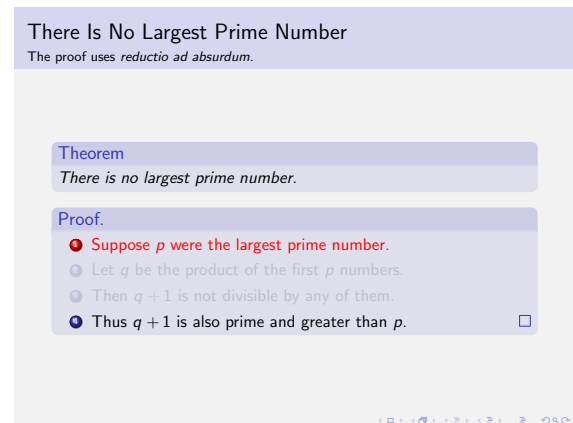 There Is No Largest Prime Number
The proof uses reductio ad absurdum.
Theorem
There is no largest prime number.
Proof.
1 Suppose p were the largest prime number.
2 Let q be the product of the first p numbers.
3 Then q + 1 is not divisible by any of them.
4 Thus q + 1 is also prime and greater than p. □